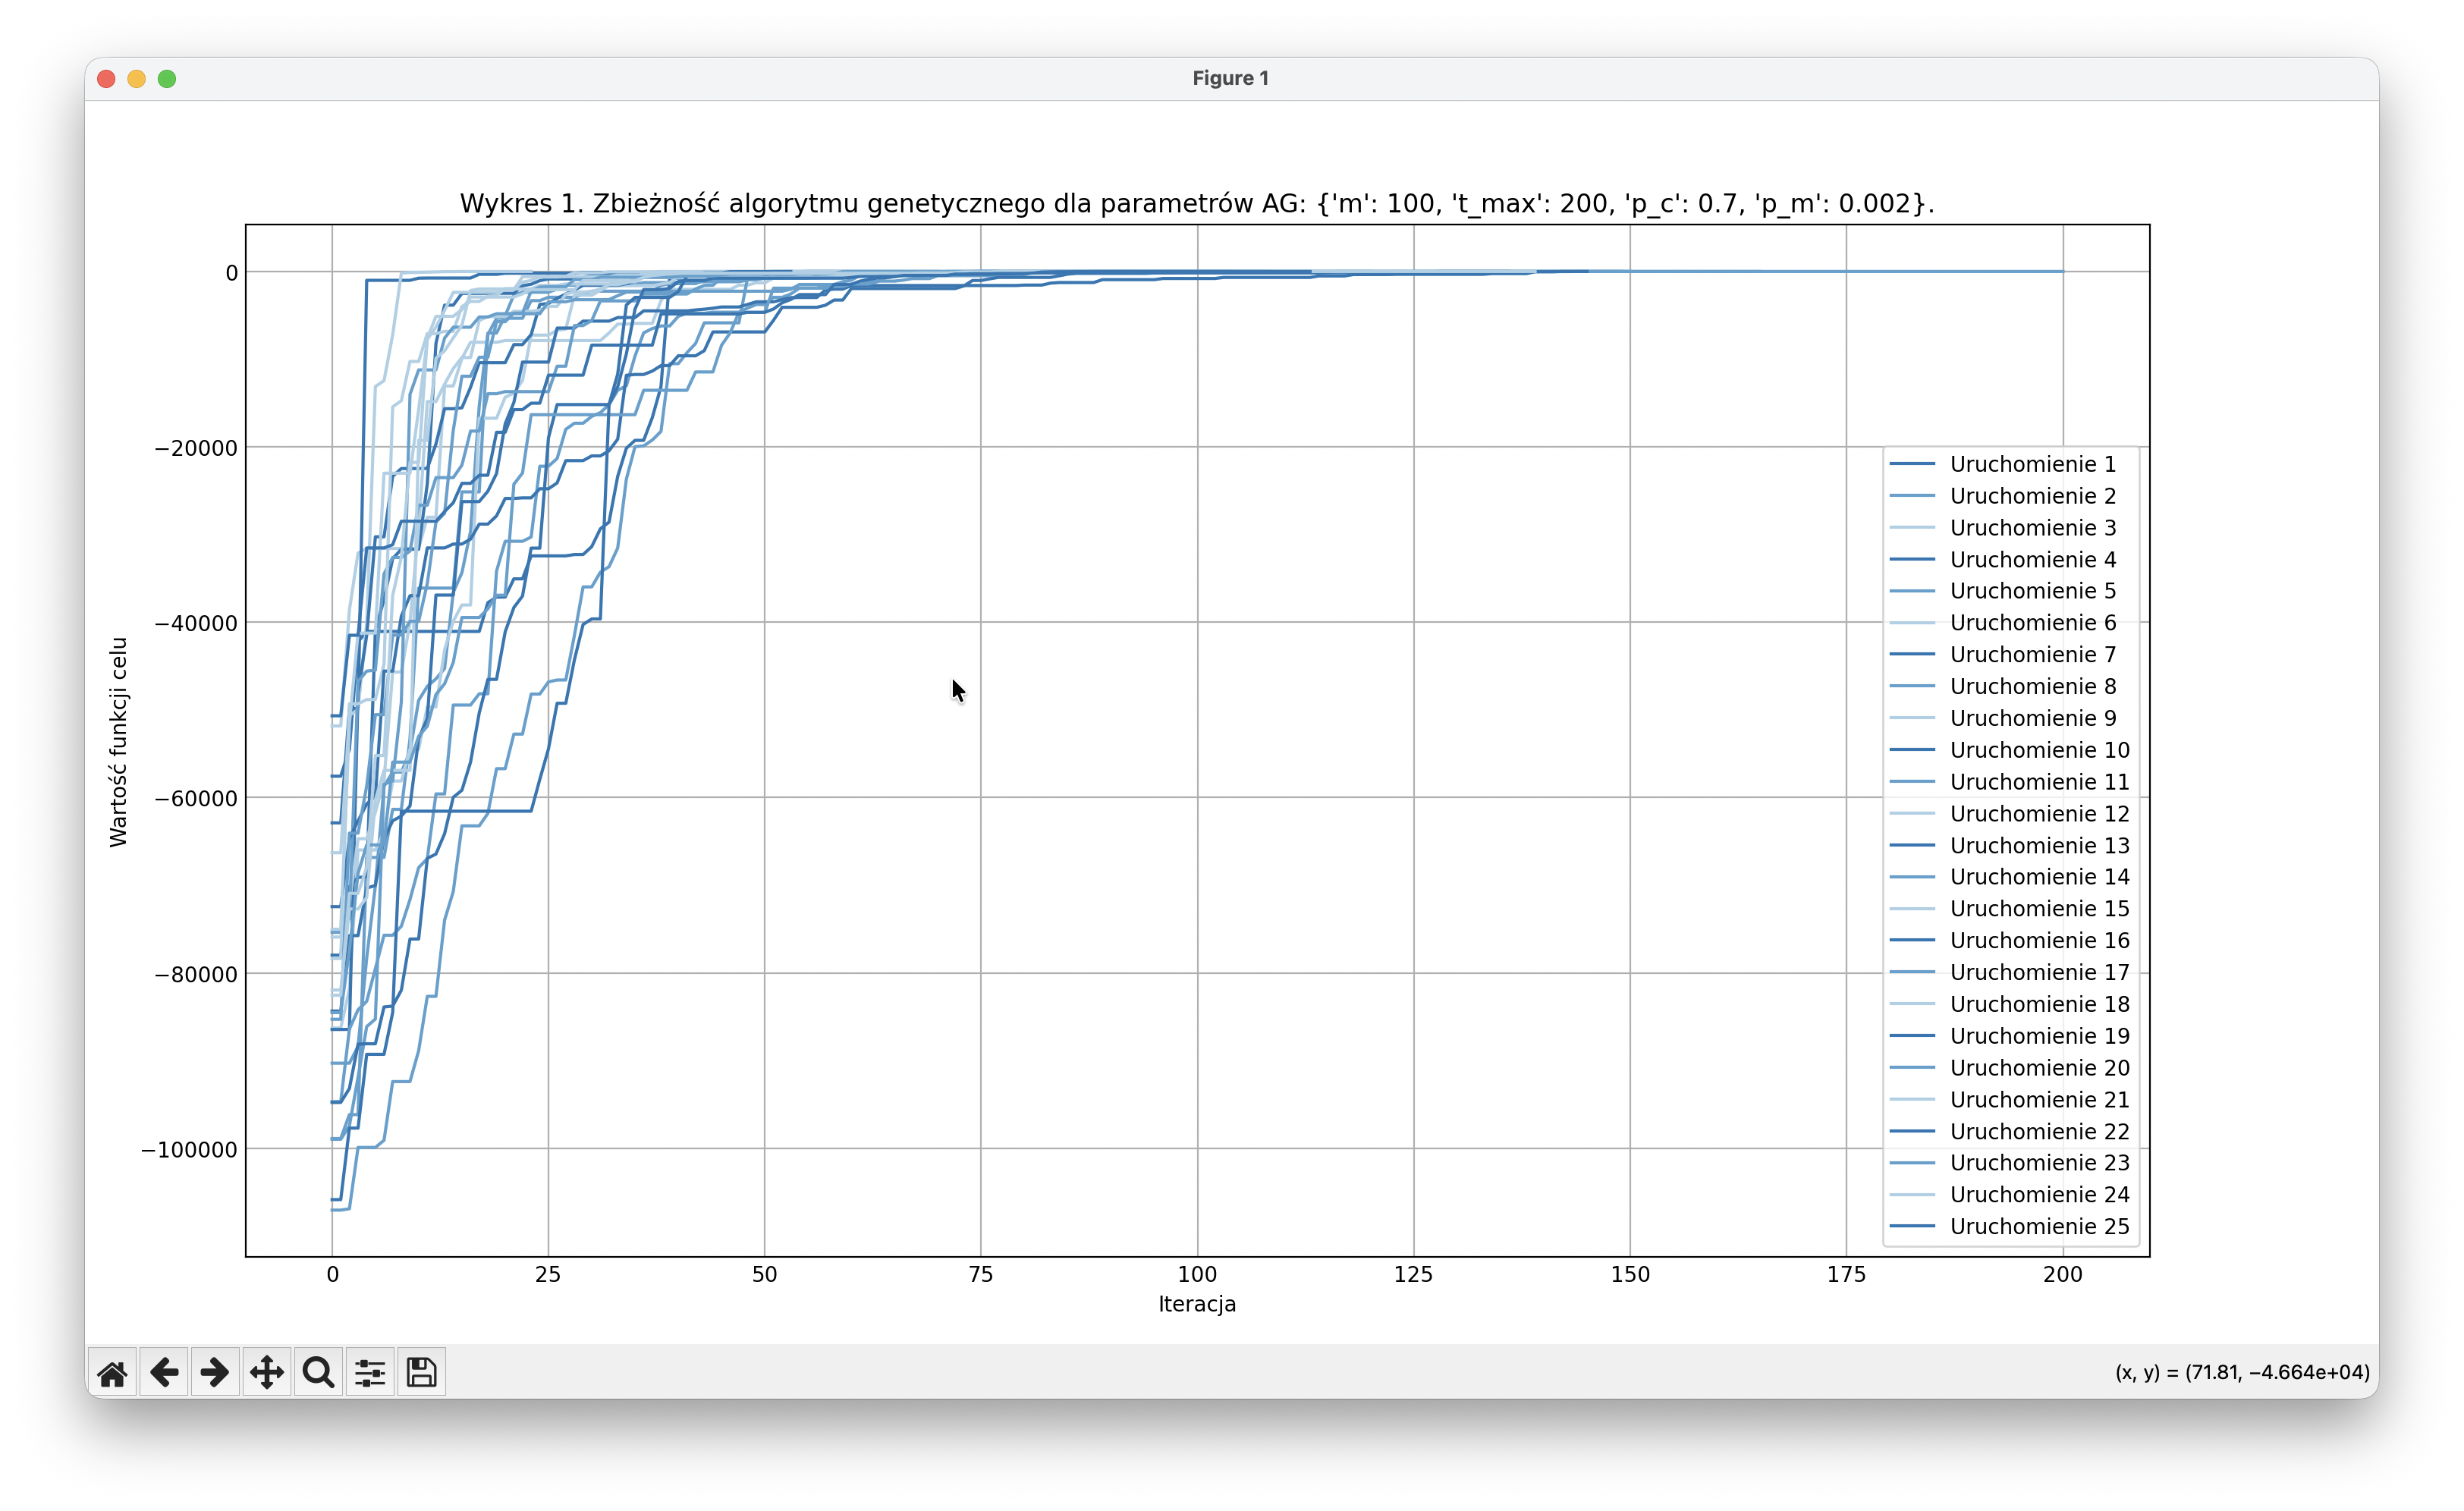 Figure 1
Wykres 1. Zbieżność algorytmu genetycznego dla parametrów AG: {'m': 100, 't_max': 200, 'p_c': 0.7, 'p_m': 0.002}.
Wartość funkcji celu
0
−20000
−40000
−60000
−80000
−100000
Uruchomienie 1
Uruchomienie 2
Uruchomienie 3
Uruchomienie 4
Uruchomienie 5
Uruchomienie 6
Uruchomienie 7
Uruchomienie 8
Uruchomienie 9
Uruchomienie 10
Uruchomienie 11
Uruchomienie 12
Uruchomienie 13
Uruchomienie 14
Uruchomienie 15
Uruchomienie 16
Uruchomienie 17
Uruchomienie 18
Uruchomienie 19
Uruchomienie 20
Uruchomienie 21
Uruchomienie 22
Uruchomienie 23
Uruchomienie 24
Uruchomienie 25
0 25 50 75 100 125 150 175 200
Iteracja
(x, y) = (71.81, −4.664e+04)